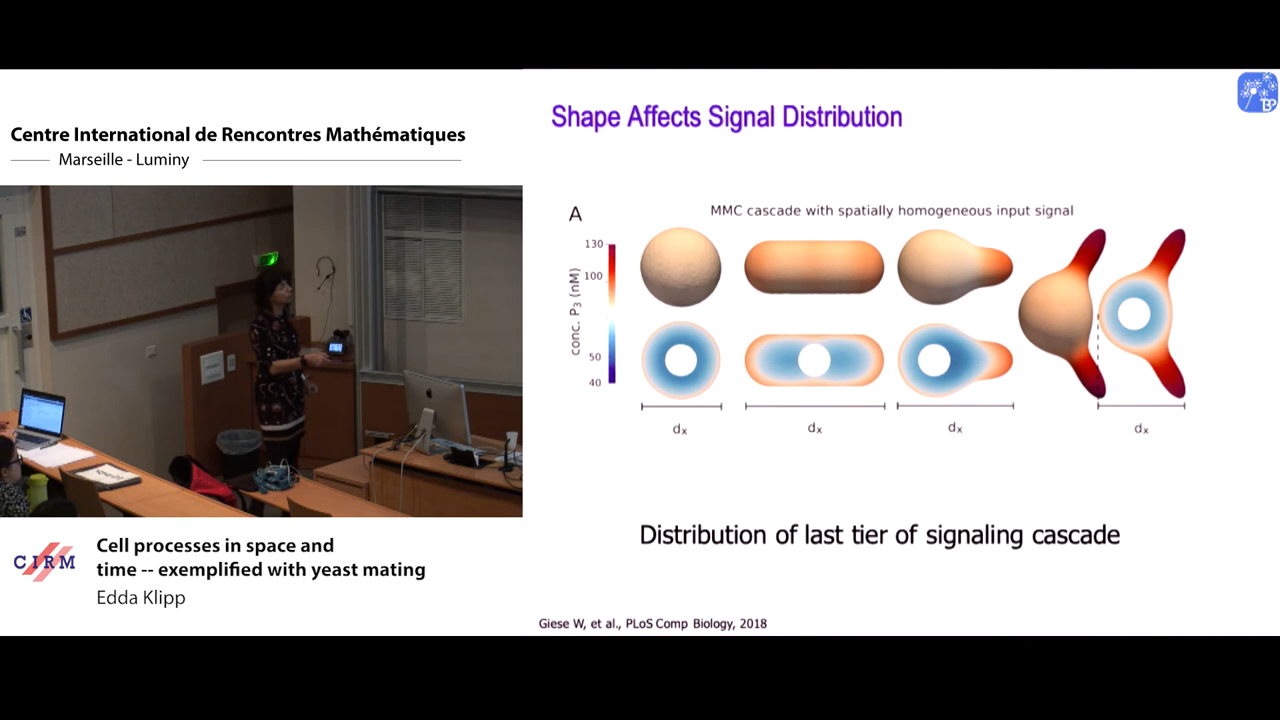 Centre International de Rencontres Mathématiques
Marseille - Luminy
CIRM
Cell processes in space and
time -- exemplified with yeast mating
Edda Klipp
Shape Affects Signal Distribution
A
MMC cascade with spatially homogeneous input signal
conc. P3 (nM)
130
100
50
40
dx
dx
dx
dx
Distribution of last tier of signaling cascade
Giese W, et al., PLoS Comp Biology, 2018